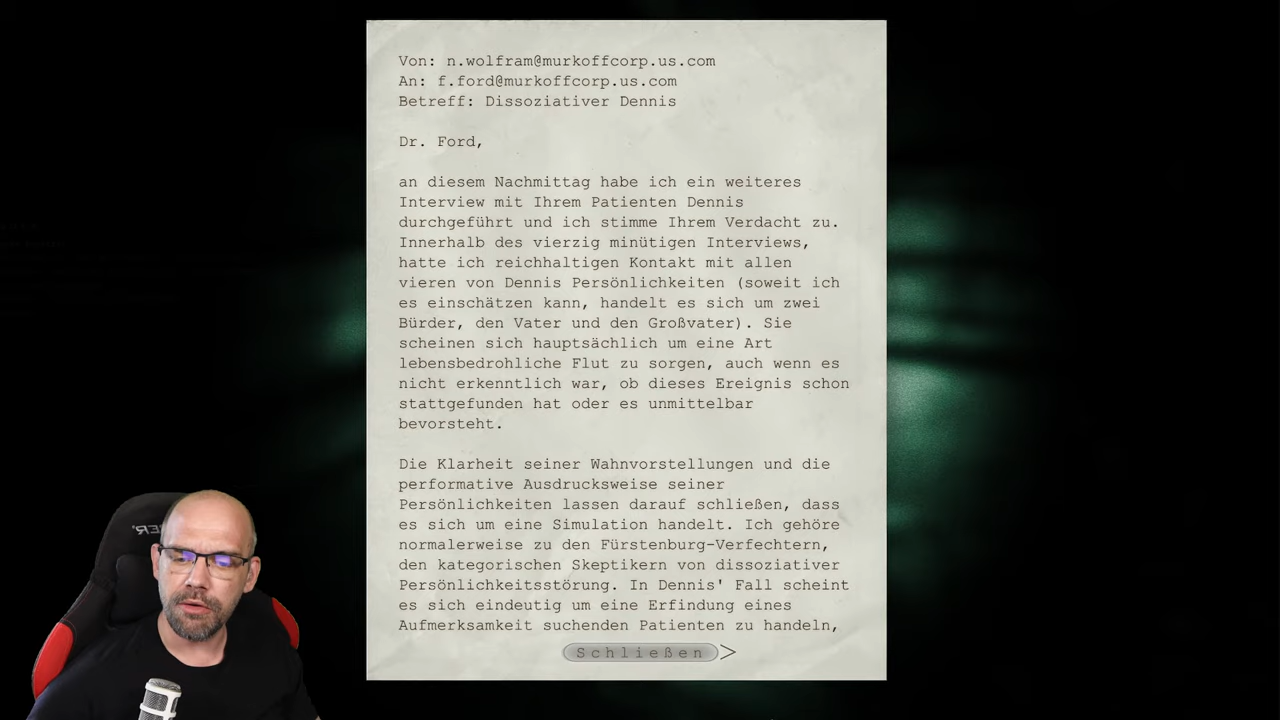 Von: n.wolfram@murkoffcorp.us.com
An: f.ford@murkoffcorp.us.com
Betreff: Dissoziativer Dennis
Dr. Ford,
an diesem Nachmittag habe ich ein weiteres
Interview mit Ihrem Patienten Dennis
durchgeführt und ich stimme Ihrem Verdacht zu.
Innerhalb des vierzig minütigen Interviews,
hatte ich reichhaltigen Kontakt mit allen
vieren von Dennis Persönlichkeiten (soweit ich
es einschätzen kann, handelt es sich um zwei
Bürder, den Vater und den Großvater). Sie
scheinen sich hauptsächlich um eine Art
lebensbedrohliche Flut zu sorgen, auch wenn es
nicht erkenntlich war, ob dieses Ereignis schon
stattgefunden hat oder es unmittelbar
bevorsteht.
Die Klarheit seiner Wahnvorstellungen und die
performative Ausdrucksweise seiner
Persönlichkeiten lassen darauf schließen, dass
es sich um eine Simulation handelt. Ich gehöre
normalerweise zu den Fürstenburg-Verfechtern,
den kategorischen Skeptikern von dissoziativer
Persönlichkeitsstörung. In Dennis' Fall scheint
es sich eindeutig um eine Erfindung eines
Aufmerksamkeit suchenden Patienten zu handeln,
Schließen >